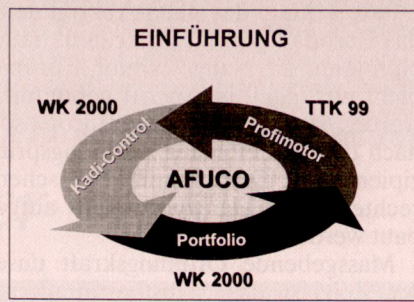 EINFÜHRUNG
WK 2000
TTK 99
Kadi-Control
Profimotor
AFUCO
Portfolio
WK 2000